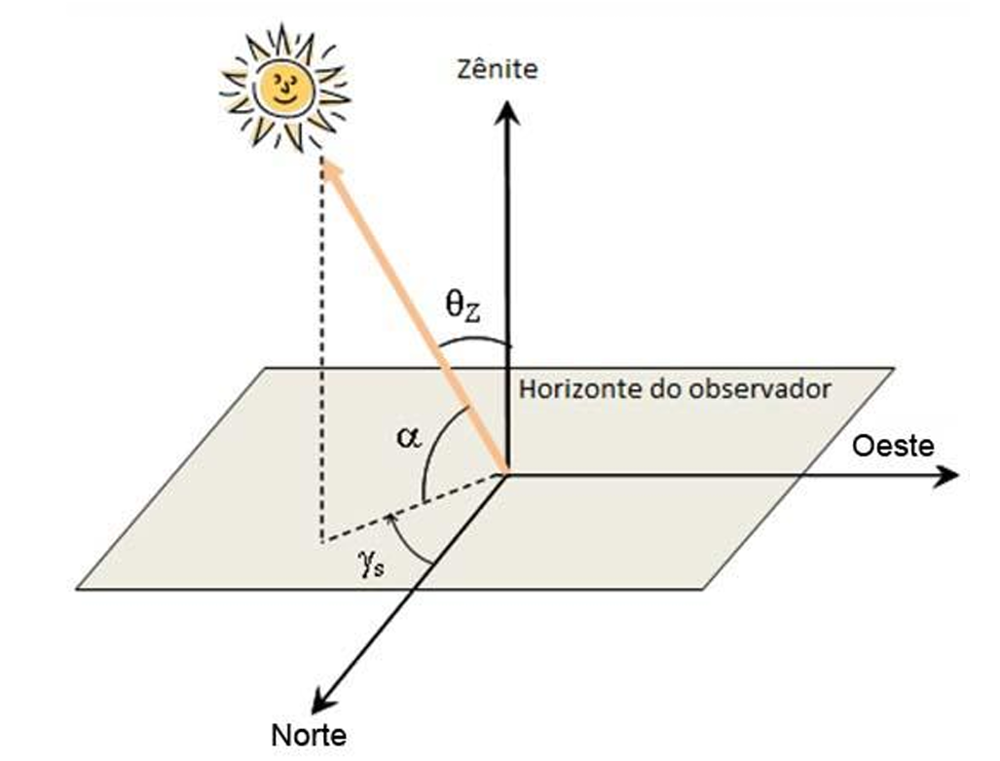 Zênite
θZ
Horizonte do observador
α
Oeste
γs
Norte